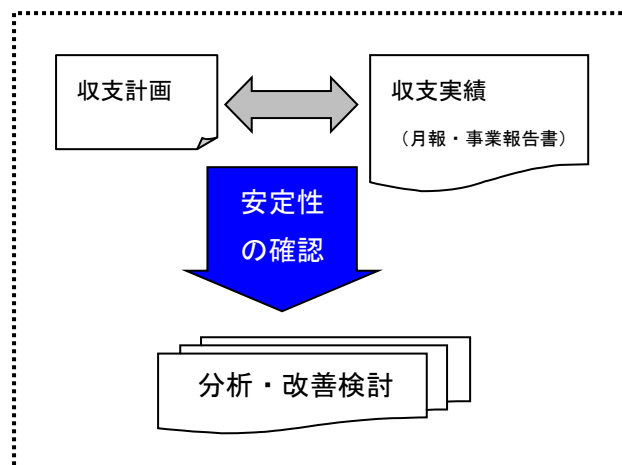 収支計画
収支実績
（月報・事業報告書）
安定性
の確認
分析・改善検討